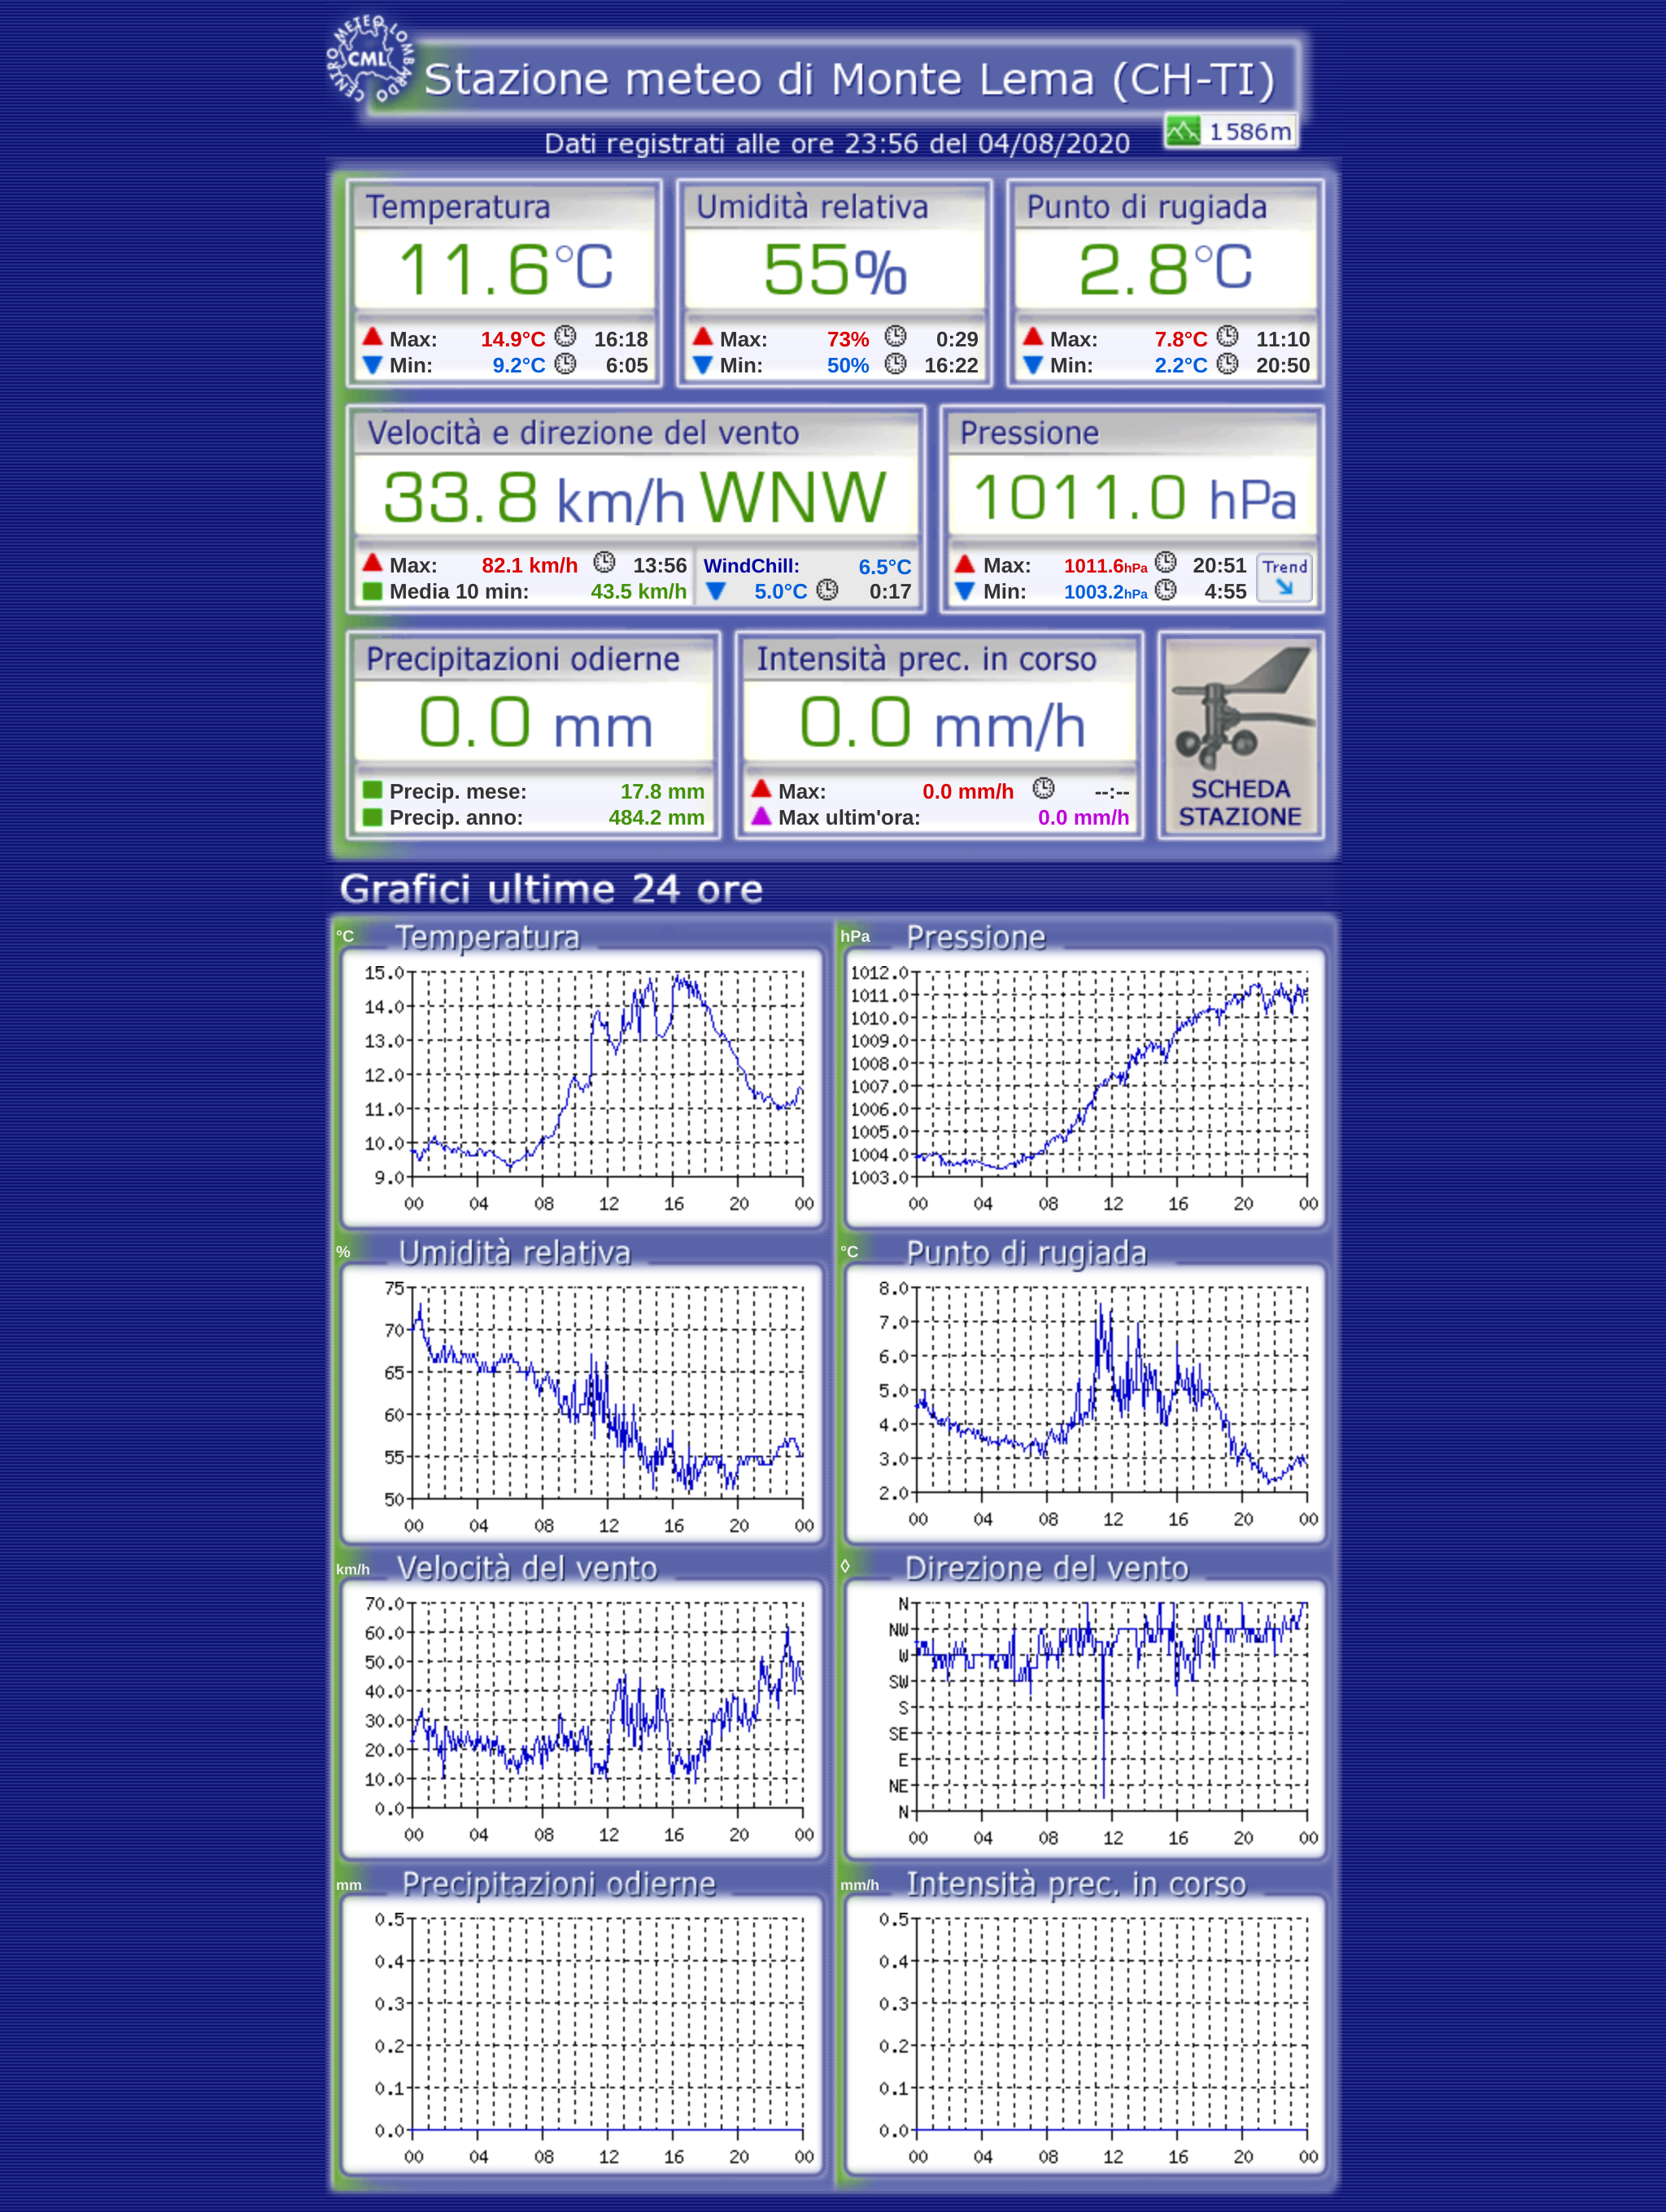 CENTRO METEO LOMBARDO
CML
Stazione meteo di Monte Lema (CH-TI)
1586m
Dati registrati alle ore 23:56 del 04/08/2020
Temperatura Umidità relativa Punto di rugiada
11.6°C 55% 2.8°C
Max: 14.9°C 16:18 Max: 73% 0:29 Max: 7.8°C 11:10
Min: 9.2°C 6:05 Min: 50% 16:22 Min: 2.2°C 20:50
Velocità e direzione del vento Pressione
33.8 km/h WNW 1011.0 hPa
Max: 82.1 km/h 13:56 WindChill: 6.5°C Max: 1011.6hPa 20:51 Trend
Media 10 min: 43.5 km/h 5.0°C 0:17 Min: 1003.2hPa 4:55
Precipitazioni odierne Intensità prec. in corso
0.0 mm 0.0 mm/h
Precip. mese: 17.8 mm Max: 0.0 mm/h --:-- SCHEDA
Precip. anno: 484.2 mm Max ultim'ora: 0.0 mm/h STAZIONE
Grafici ultime 24 ore
°C Temperatura
15.0
14.0
13.0
12.0
11.0
10.0
9.0
00 04 08 12 16 20 00
hPa Pressione
1012.0
1011.0
1010.0
1009.0
1008.0
1007.0
1006.0
1005.0
1004.0
1003.0
00 04 08 12 16 20 00
% Umidità relativa
75
70
65
60
55
50
00 04 08 12 16 20 00
°C Punto di rugiada
8.0
7.0
6.0
5.0
4.0
3.0
2.0
00 04 08 12 16 20 00
km/h Velocità del vento
70.0
60.0
50.0
40.0
30.0
20.0
10.0
0.0
00 04 08 12 16 20 00
◊ Direzione del vento
N
NW
W
SW
S
SE
E
NE
N
00 04 08 12 16 20 00
mm Precipitazioni odierne
0.5
0.4
0.3
0.2
0.1
0.0
00 04 08 12 16 20 00
mm/h Intensità prec. in corso
0.5
0.4
0.3
0.2
0.1
0.0
00 04 08 12 16 20 00